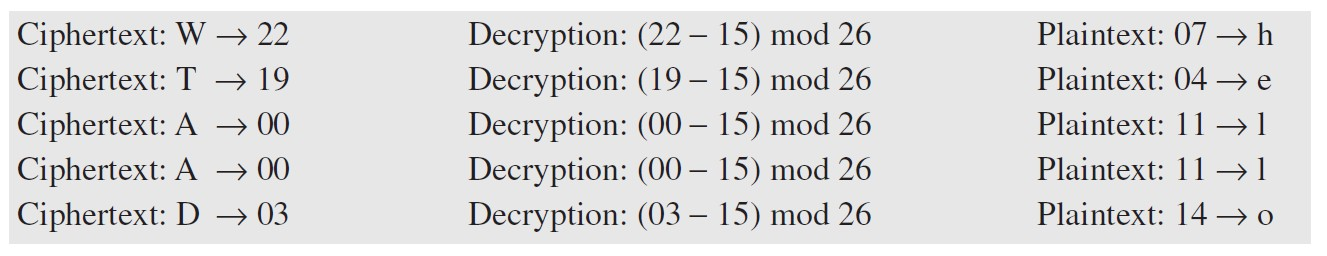 Ciphertext: W → 22 Decryption: (22 – 15) mod 26 Plaintext: 07 → h
Ciphertext: T → 19 Decryption: (19 – 15) mod 26 Plaintext: 04 → e
Ciphertext: A → 00 Decryption: (00 – 15) mod 26 Plaintext: 11 → l
Ciphertext: A → 00 Decryption: (00 – 15) mod 26 Plaintext: 11 → l
Ciphertext: D → 03 Decryption: (03 – 15) mod 26 Plaintext: 14 → o